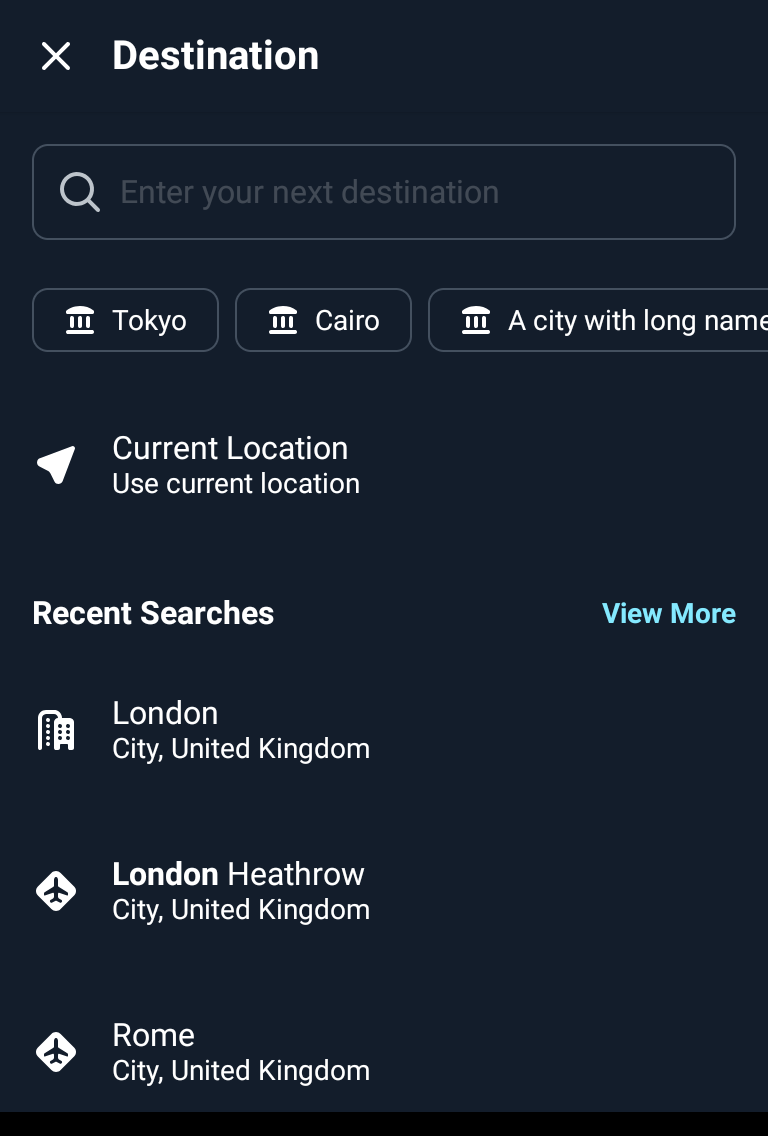 Destination
Enter your next destination
Tokyo
Cairo
A city with long name
Current Location
Use current location
Recent Searches
View More
London
City, United Kingdom
London Heathrow
City, United Kingdom
Rome
City, United Kingdom